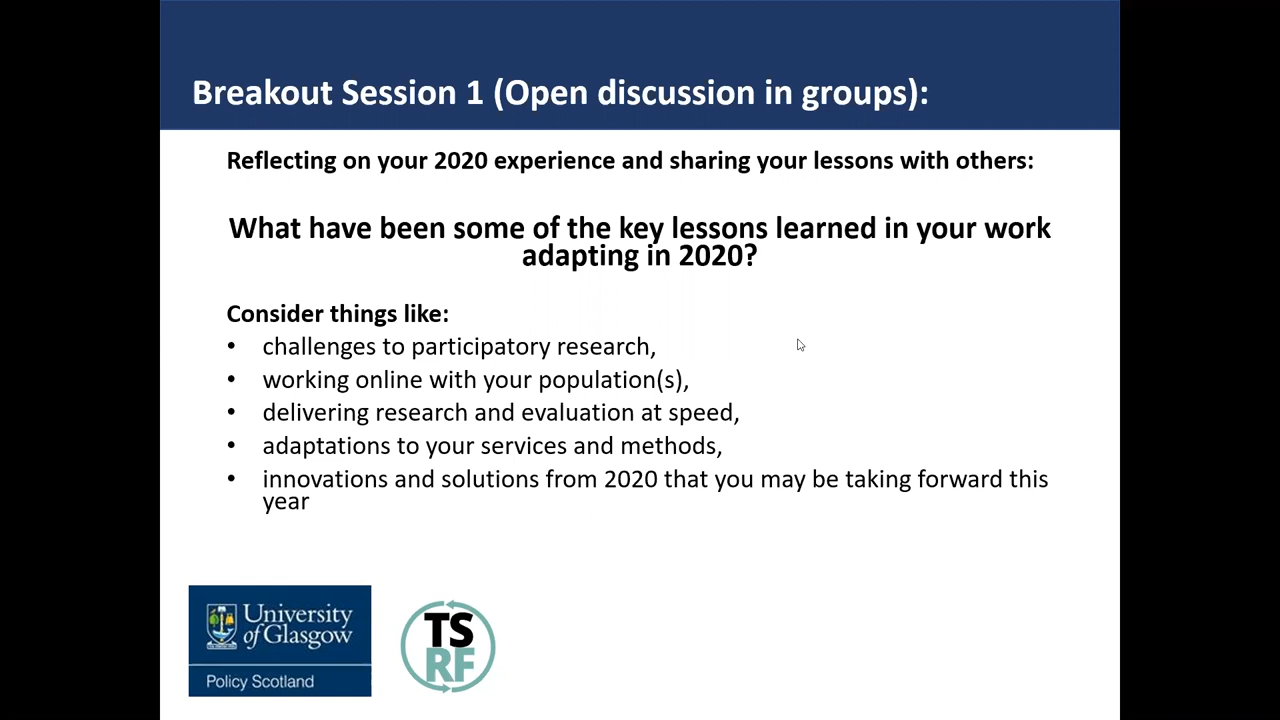 Breakout Session 1 (Open discussion in groups):
Reflecting on your 2020 experience and sharing your lessons with others:
What have been some of the key lessons learned in your work
adapting in 2020?
Consider things like:
• challenges to participatory research,
• working online with your population(s),
• delivering research and evaluation at speed,
• adaptations to your services and methods,
• innovations and solutions from 2020 that you may be taking forward this
year
University
of Glasgow
Policy Scotland
TS
RF